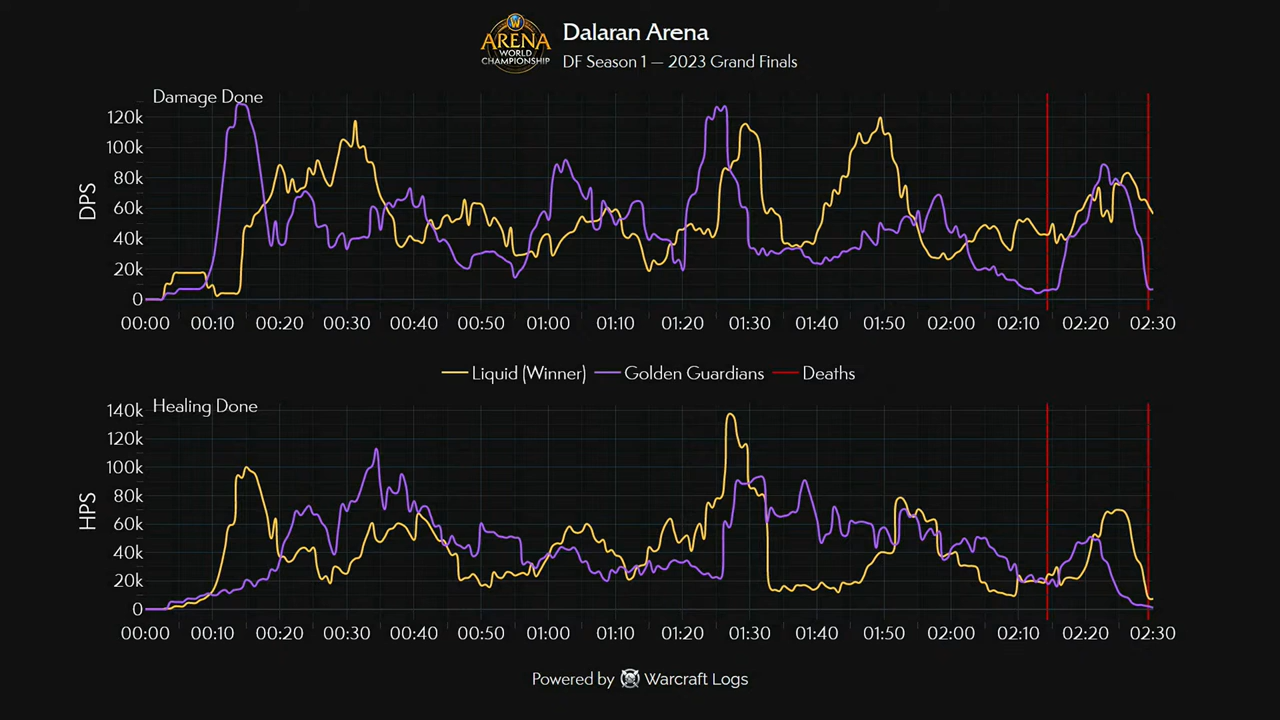 W
ARENA
WORLD
CHAMPIONSHIP
Dalaran Arena
DF Season 1 — 2023 Grand Finals
Damage Done
DPS
120k
100k
80k
60k
40k
20k
0
00:00 00:10 00:20 00:30 00:40 00:50 01:00 01:10 01:20 01:30 01:40 01:50 02:00 02:10 02:20 02:30
Liquid (Winner) Golden Guardians Deaths
Healing Done
HPS
140k
120k
100k
80k
60k
40k
20k
0
00:00 00:10 00:20 00:30 00:40 00:50 01:00 01:10 01:20 01:30 01:40 01:50 02:00 02:10 02:20 02:30
Powered by Warcraft Logs